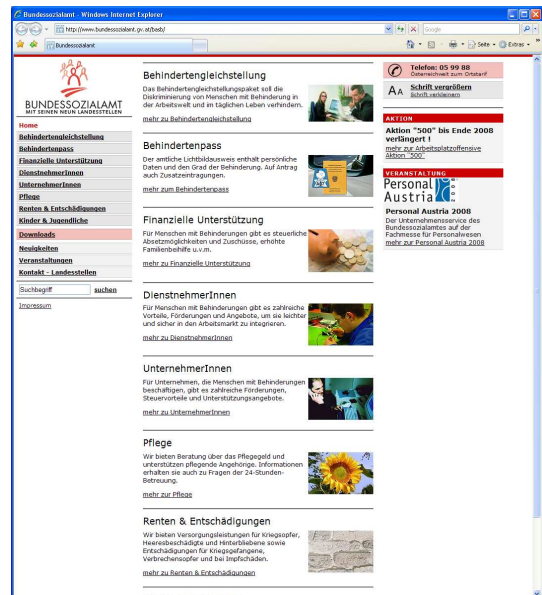 Bundessozialamt - Windows Internet Explorer
http://www.bundessozialamt.gv.at/basb/
Google
Bundessozialamt
Seite
Extras
BUNDESSOZIALAMT
MIT SEINEN NEUN LANDESSTELLEN
Home
Behindertengleichstellung
Behindertenpass
Finanzielle Unterstützung
DienstnehmerInnen
UnternehmerInnen
Pflege
Renten & Entschädigungen
Kinder & Jugendliche
Downloads
Neuigkeiten
Veranstaltungen
Kontakt - Landesstellen
Suchbegriff suchen
Impressum
Behindertengleichstellung
Das Behindertengleichstellungspaket soll die
Diskriminierung von Menschen mit Behinderung in
der Arbeitswelt und im täglichen Leben verhindern.
mehr zu Behindertengleichstellung
Behindertenpass
Der amtliche Lichtbildausweis enthält persönliche
Daten und den Grad der Behinderung. Auf Antrag
auch Zusatzeintragungen.
mehr zum Behindertenpass
Finanzielle Unterstützung
Für Menschen mit Behinderungen gibt es steuerliche
Absetzmöglichkeiten und Zuschüsse, erhöhte
Familienbeihilfe u.v.m.
mehr zu Finanzielle Unterstützung
DienstnehmerInnen
Für Menschen mit Behinderungen gibt es zahlreiche
Vorteile, Förderungen und Angebote, um sie leichter
und sicher in den Arbeitsmarkt zu integrieren.
mehr zu DienstnehmerInnen
UnternehmerInnen
Für Unternehmen, die Menschen mit Behinderungen
beschäftigen, gibt es zahlreiche Förderungen,
Steuervorteile und Unterstützungsangebote.
mehr zu UnternehmerInnen
Pflege
Wir bieten Beratung über das Pflegegeld und
unterstützen pflegende Angehörige. Informationen
erhalten sie auch zu Fragen der 24-Stunden-
Betreuung.
mehr zur Pflege
Renten & Entschädigungen
Wir bieten Versorgungsleistungen für Kriegsopfer,
Heeresbeschädigte und Hinterbliebene sowie
Entschädigungen für Kriegsgefangene,
Verbrechensopfer und bei Impfschäden.
mehr zu Renten & Entschädigungen
Telefon: 05 99 88
Österreichweit zum Ortstarif
AA Schrift vergrößern
Schrift verkleinern
AKTION
Aktion "500" bis Ende 2008
verlängert !
mehr zur Arbeitsplatzoffensive
Aktion "500"
VERANSTALTUNG
Personal
Austria
Personal Austria 2008
Der Unternehmensservice des
Bundessozialamtes auf der
Fachmesse für Personalwesen
mehr zur Personal Austria 2008